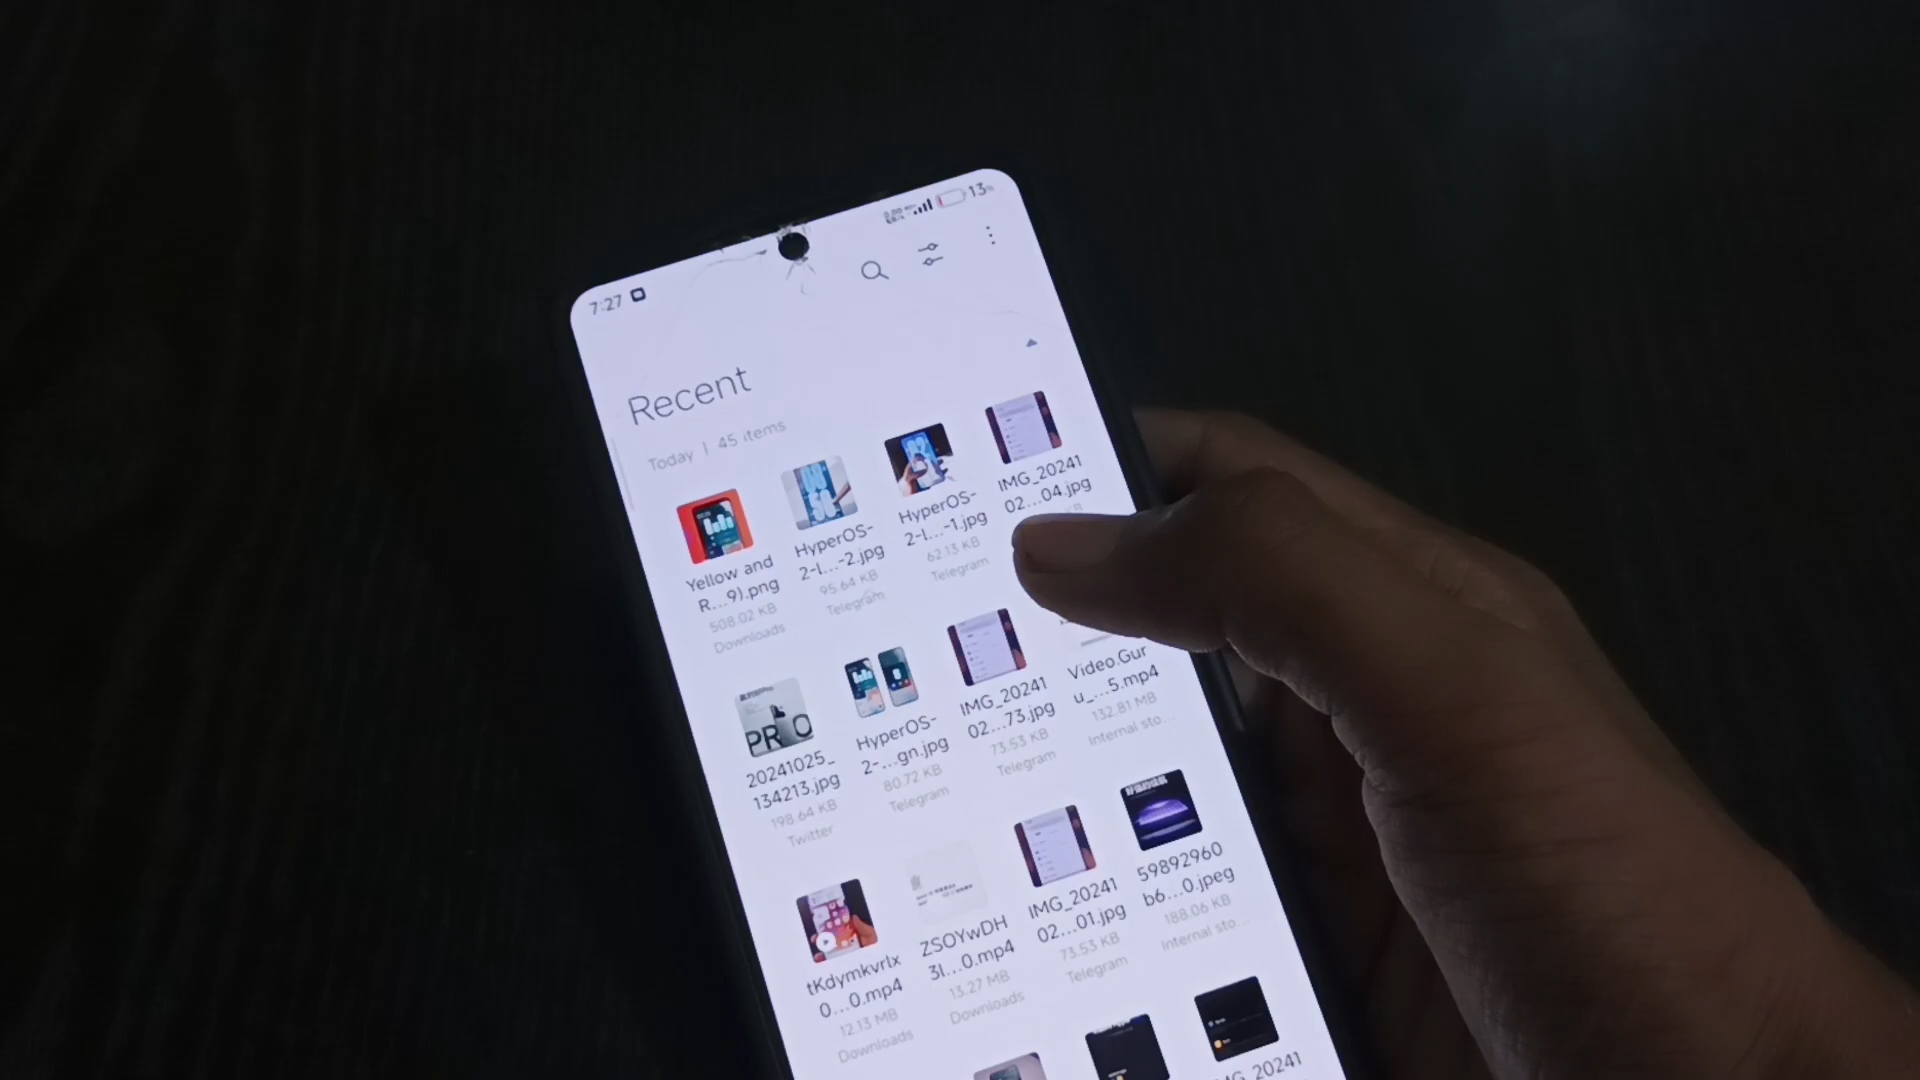 7:27
13%
Recent
Today | 45 items
Yellow and
R...9).png
508.02 KB
Downloads
HyperOS-
2-I...-2.jpg
95.64 KB
Telegram
HyperOS-
2-I...-1.jpg
62.13 KB
Telegram
IMG_20241
02...04.jpg
KB
20241025_
134213.jpg
198.64 KB
Twitter
HyperOS-
2-...gn.jpg
80.72 KB
Telegram
IMG_20241
02...73.jpg
73.53 KB
Telegram
Video.Gur
u_...5.mp4
132.81 MB
Internal sto...
PRO
tKdymkvrIx
0...0.mp4
12.13 MB
Downloads
ZSOYwDH
3I...0.mp4
13.27 MB
Downloads
IMG_20241
02...01.jpg
73.53 KB
Telegram
59892960
b6...0.jpeg
188.06 KB
Internal sto...
IMG_20241